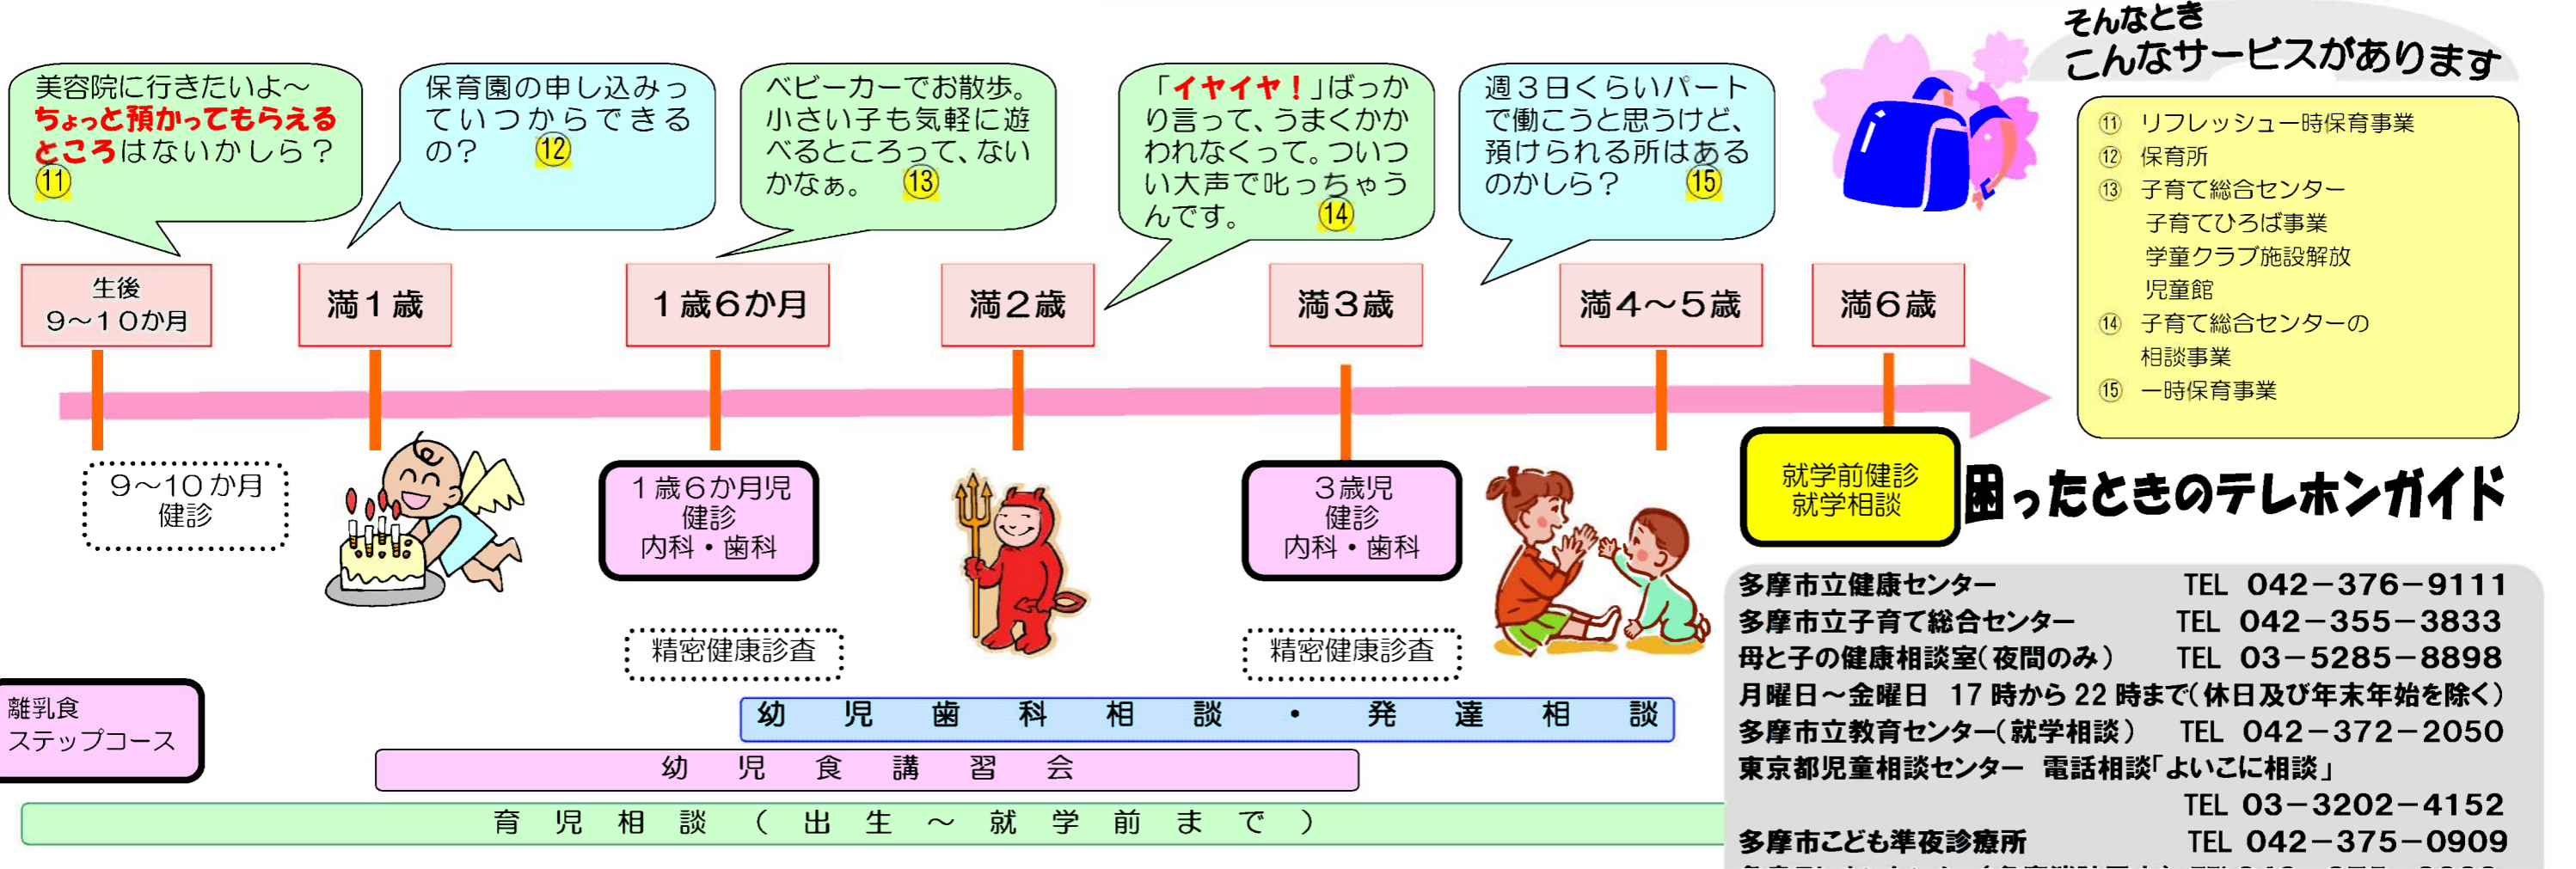 美容院に行きたいよ～
ちょっと預かってもらえる
ところはないかしら？
⑪
保育園の申し込みっ
ていつからできる
の？ ⑫
ベビーカーでお散歩。
小さい子も気軽に遊
べるところって、ない
かなぁ。 ⑬
「イヤイヤ！」ばっか
り言って、うまくかか
われなくって。ついつ
い大声で叱っちゃう
んです。 ⑭
週３日くらいパート
で働こうと思うけど、
預けられる所はある
のかしら？ ⑮
そんなとき
こんなサービスがあります
⑪ リフレッシュ一時保育事業
⑫ 保育所
⑬ 子育て総合センター
子育てひろば事業
学童クラブ施設解放
児童館
⑭ 子育て総合センターの
相談事業
⑮ 一時保育事業
生後
９～１０か月
満１歳
１歳６か月
満２歳
満３歳
満４～５歳
満６歳
９～10か月
健診
１歳６か月児
健診
内科・歯科
３歳児
健診
内科・歯科
就学前健診
就学相談
精密健康診査
精密健康診査
離乳食
ステップコース
幼児歯科相談・発達相談
幼児食講習会
育児相談（出生～就学前まで）
困ったときのテレホンガイド
多摩市立健康センター TEL 042－376－9111
多摩市立子育て総合センター TEL 042－355－3833
母と子の健康相談室（夜間のみ） TEL 03－5285－8898
月曜日～金曜日 17時から22時まで（休日及び年末年始を除く）
多摩市立教育センター（就学相談） TEL 042－372－2050
東京都児童相談センター 電話相談「よいこに相談」
TEL 03－3202－4152
多摩市こども準夜診療所 TEL 042－375－0909